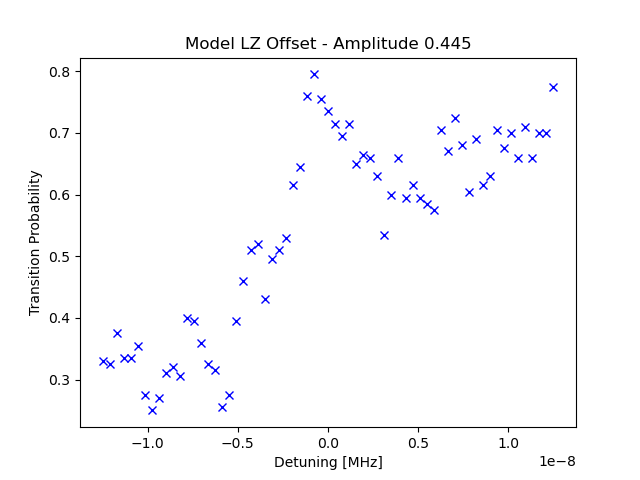 Model LZ Offset - Amplitude 0.445
Transition Probability
0.8
0.7
0.6
0.5
0.4
0.3
−1.0 −0.5 0.0 0.5 1.0
1e−8
Detuning [MHz]